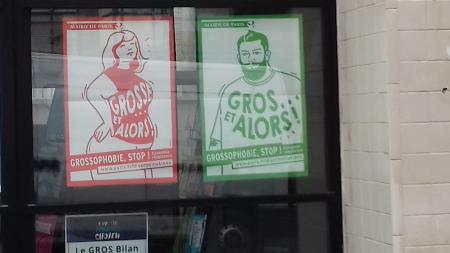 MAIRIE DE PARIS
GROSSE
ET
ALORS!
GROSSOPHOBIE, STOP !
MAIRIE DE PARIS
GROS...
ET
ALORS!
GROSSOPHOBIE, STOP !
CITOYEN
Le GROS Bilan